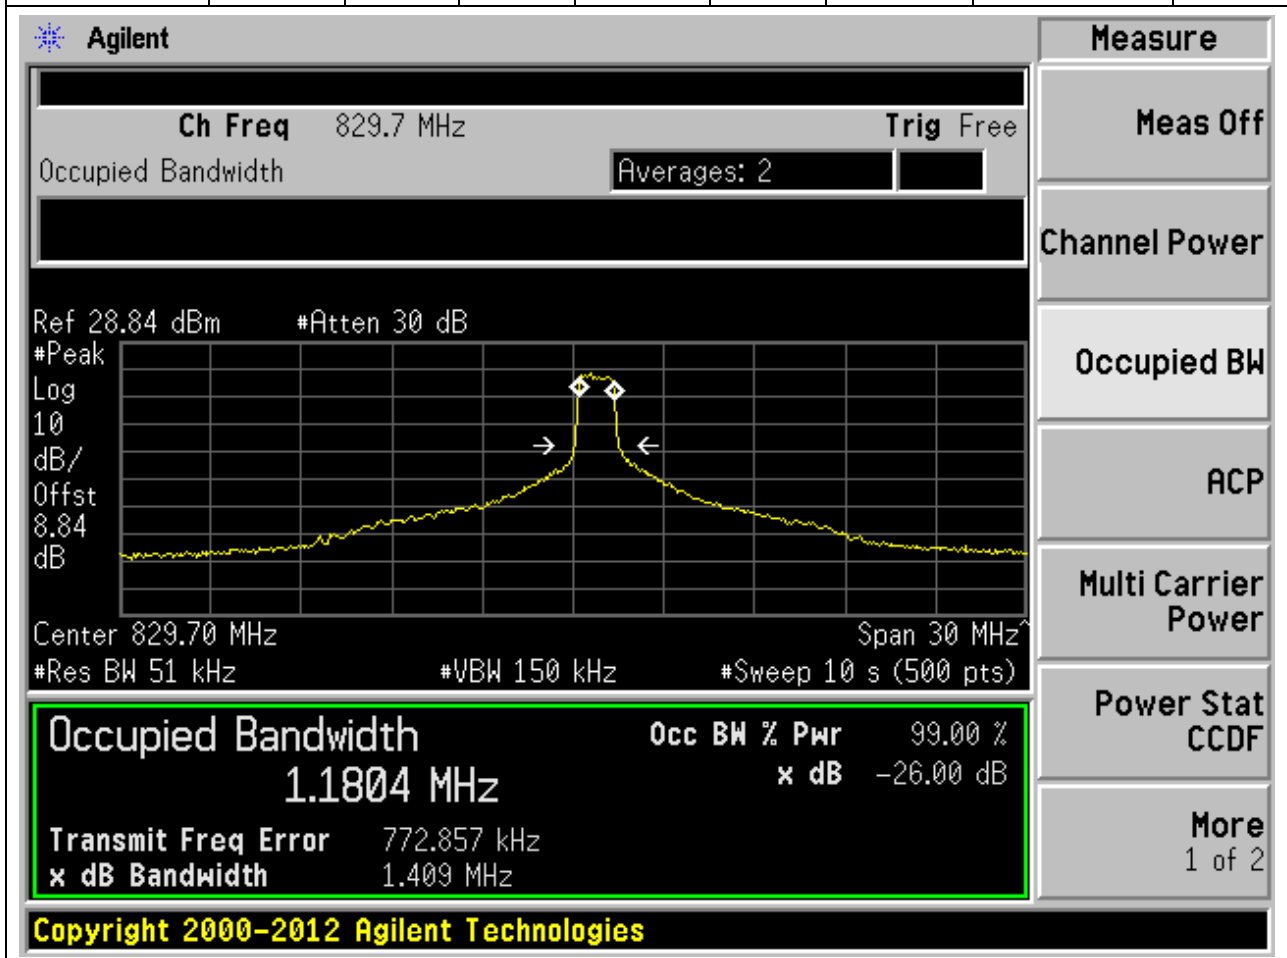 Agilent
Measure
Ch Freq 829.7 MHz Trig Free
Occupied Bandwidth Averages: 2
Ref 28.84 dBm #Atten 30 dB
#Peak
Log
10
dB/
Offst
8.84
dB
Center 829.70 MHz Span 30 MHz^
#Res BW 51 kHz #VBW 150 kHz #Sweep 10 s (500 pts)
Occupied Bandwidth
1.1804 MHz
Occ BW % Pwr 99.00 %
x dB -26.00 dB
Transmit Freq Error 772.857 kHz
x dB Bandwidth 1.409 MHz
Copyright 2000-2012 Agilent Technologies
Meas Off
Channel Power
Occupied BW
ACP
Multi Carrier
Power
Power Stat
CCDF
More
1 of 2